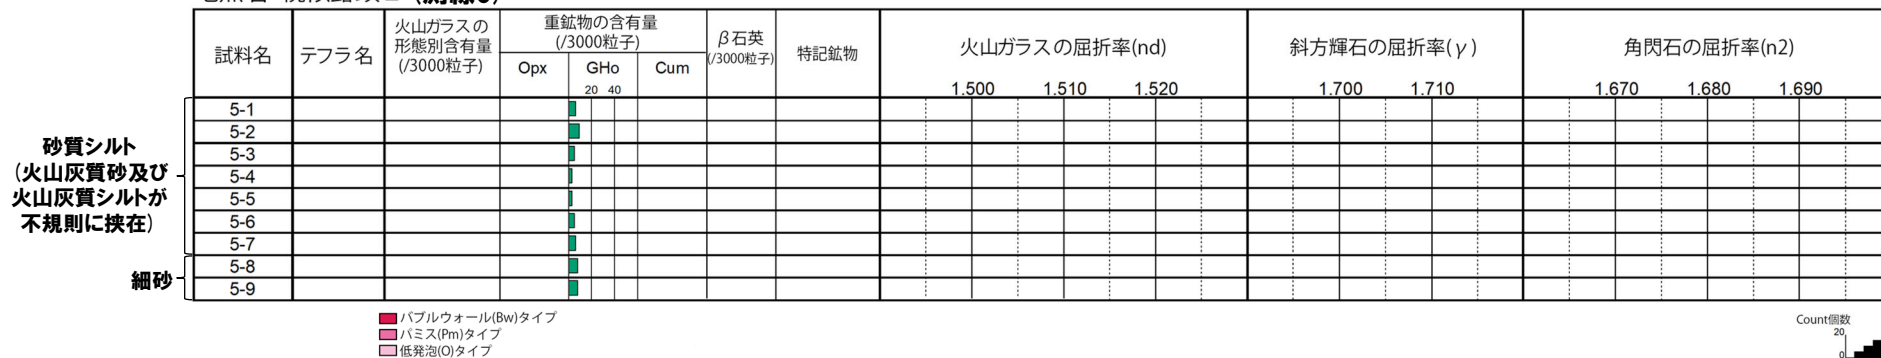 (測線5)
試料名
テフラ名
火山ガラスの
形態別含有量
(/3000粒子)
重鉱物の含有量
(/3000粒子)
Opx
GHo
Cum
20 40
β石英
(/3000粒子)
特記鉱物
火山ガラスの屈折率(nd)
1.500 1.510 1.520
斜方輝石の屈折率(γ)
1.700 1.710
角閃石の屈折率(n2)
1.670 1.680 1.690
砂質シルト
(火山灰質砂及び
火山灰質シルトが
不規則に挟在)
5-1
5-2
5-3
5-4
5-5
5-6
5-7
細砂
5-8
5-9
バブルウォール(Bw)タイプ
パミス(Pm)タイプ
低発泡(O)タイプ
Count個数
20
0